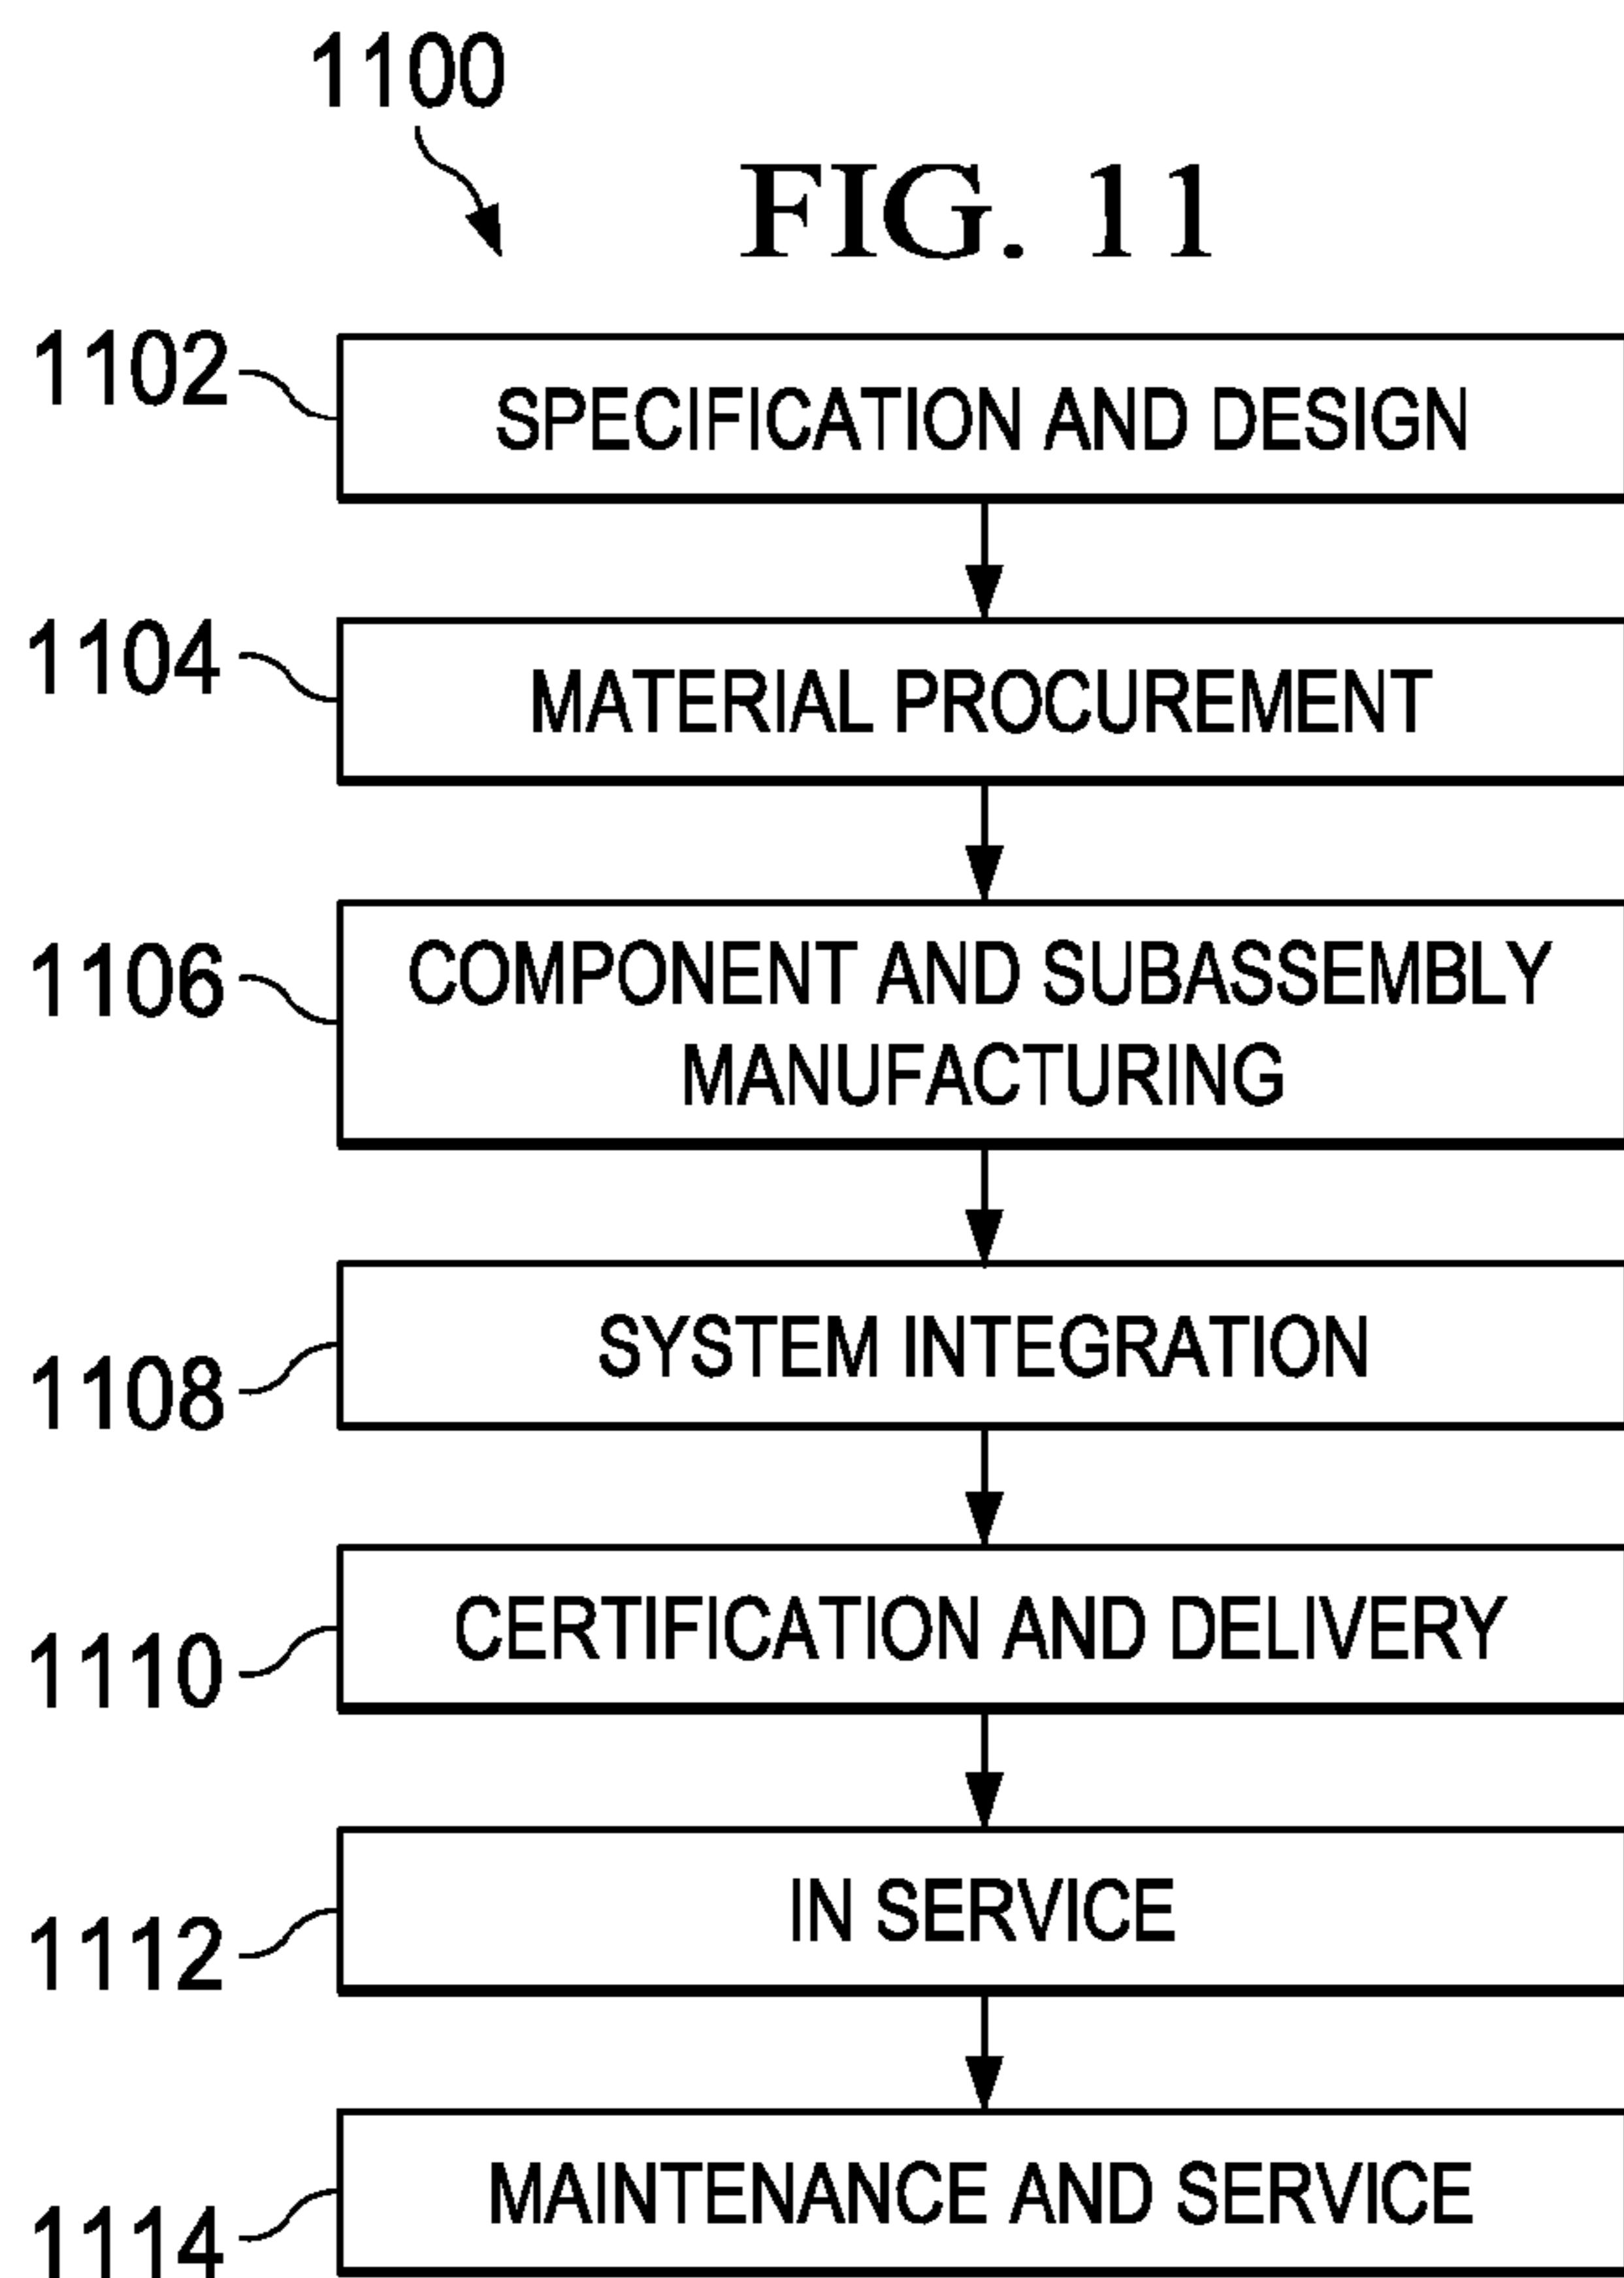 1100
FIG. 11
1102
SPECIFICATION AND DESIGN
1104
MATERIAL PROCUREMENT
1106
COMPONENT AND SUBASSEMBLY
MANUFACTURING
1108
SYSTEM INTEGRATION
1110
CERTIFICATION AND DELIVERY
1112
IN SERVICE
1114
MAINTENANCE AND SERVICE